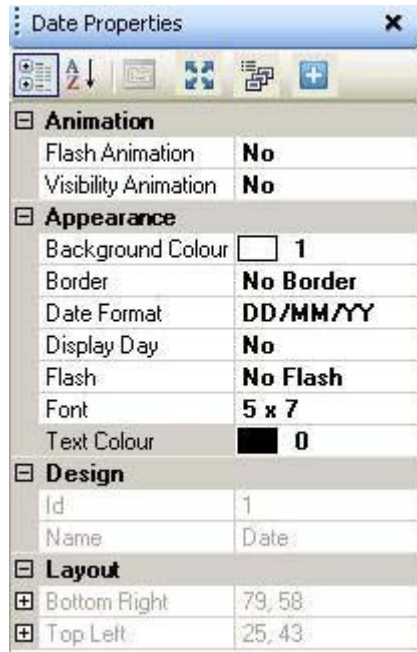 Date Properties
Animation
Flash Animation No
Visibility Animation No
Appearance
Background Colour 1
Border No Border
Date Format DD/MM/YY
Display Day No
Flash No Flash
Font 5 x 7
Text Colour 0
Design
Id 1
Name Date
Layout
Bottom Right 79, 58
Top Left 25, 43